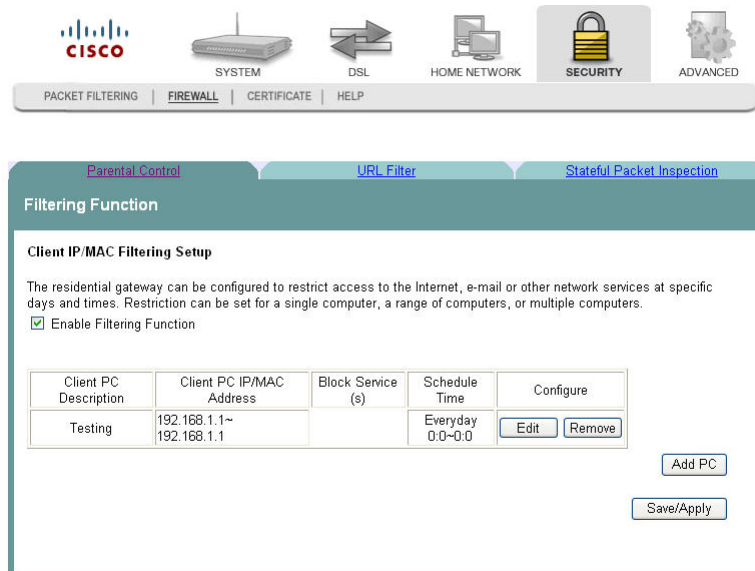 CISCO
SYSTEM
DSL
HOME NETWORK
SECURITY
ADVANCED
PACKET FILTERING | FIREWALL | CERTIFICATE | HELP
Parental Control
URL Filter
Stateful Packet Inspection
Filtering Function
Client IP/MAC Filtering Setup
The residential gateway can be configured to restrict access to the Internet, e-mail or other network services at specific
days and times. Restriction can be set for a single computer, a range of computers, or multiple computers.
Enable Filtering Function
Client PC
Description
Client PC IP/MAC
Address
Block Service
(s)
Schedule
Time
Configure
Testing
192.168.1.1~
192.168.1.1
Everyday
0:0~0:0
Edit
Remove
Add PC
Save/Apply